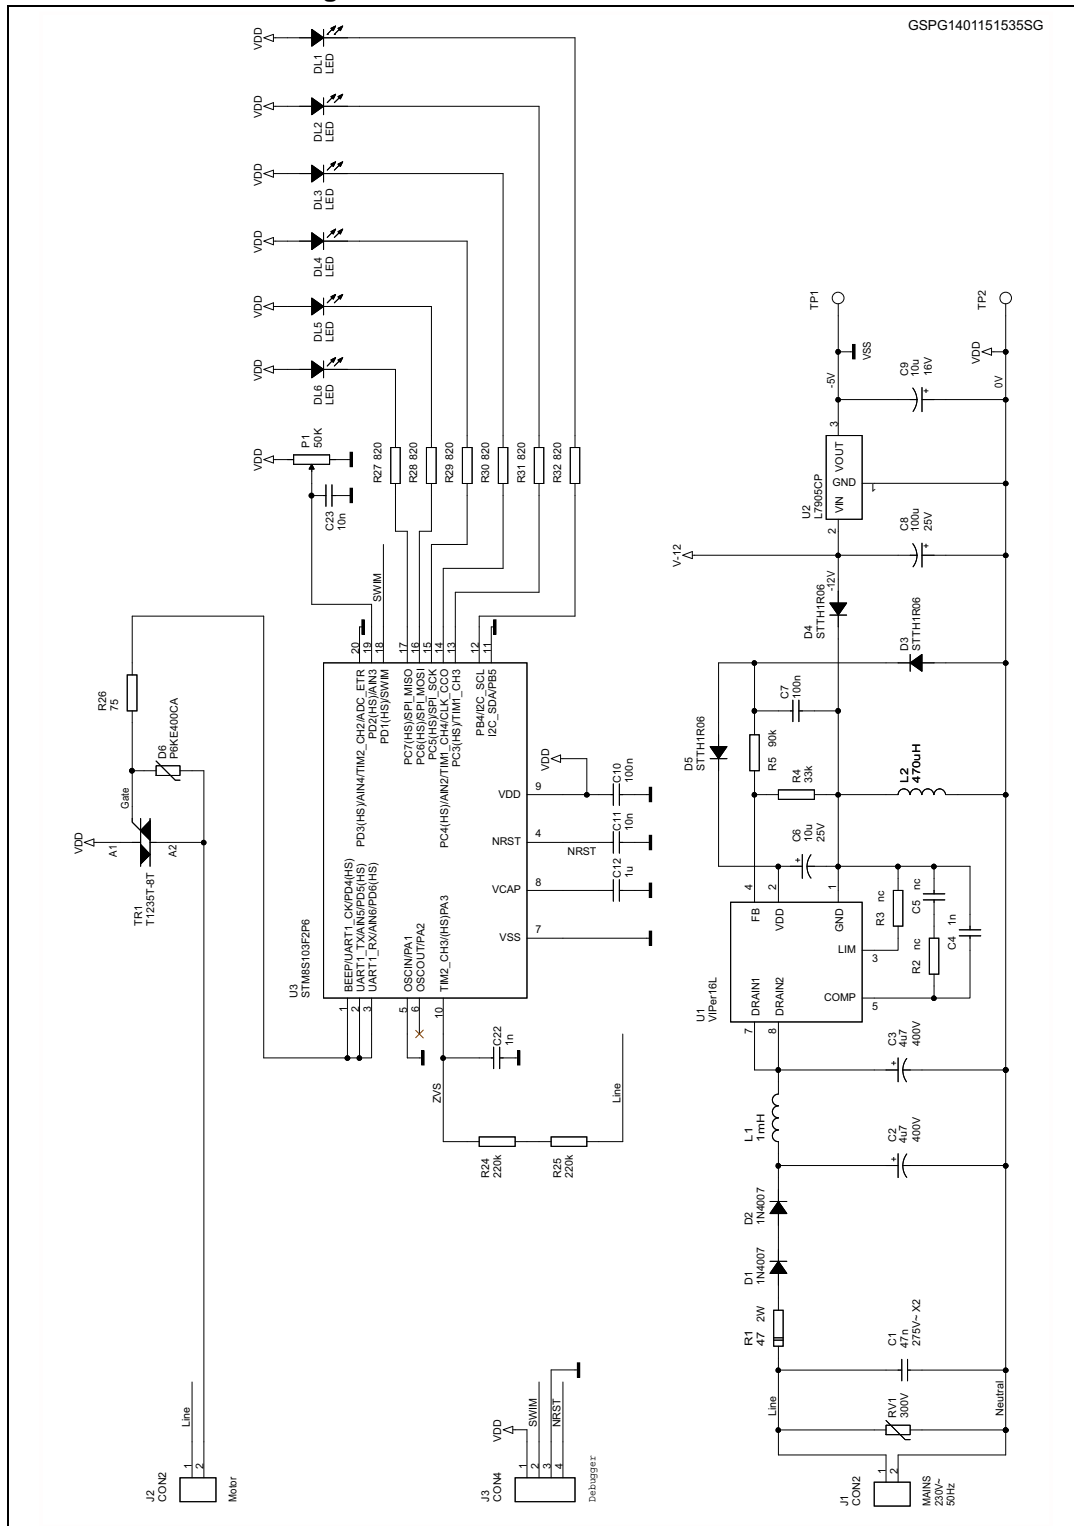 GSPG1401151535SG
VDD
DL1
LED
VDD
DL2
LED
VDD
DL3
LED
VDD
DL4
LED
VDD
DL5
LED
VDD
DL6
LED
VDD
P1
50K
C23
10n
R27 820
R28 820
R29 820
R30 820
R31 820
R32 820
SWIM
R26
75
D6
P6KE400CA
Gate
VDD
A1
A2
TR1
T1235T-8T
U3
STM8S103F2P6
20
19
18
17
16
15
14
13
12
11
PD3(HS)/AIN4/TIM2_CH2/ADC_ETR
PD2(HS)/AIN3
PD1(HS)/SWIM
PC7(HS)/SPI_MISO
PC6(HS)/SPI_MOSI
PC5(HS)/SPI_SCK
PC4(HS)/AIN2/TIM1_CH4/CLK_CCO
PC3(HS)/TIM1_CH3
PB4/I2C_SCL
I2C_SDA/PB5
BEEP/UART1_CK/PD4(HS)
UART1_TX/AIN5/PD5(HS)
UART1_RX/AIN6/PD6(HS)
OSCIN/PA1
OSCOUT/PA2
TIM2_CH3/(HS)PA3
1
2
3
5
6
10
VDD
9
NRST
4
VCAP
8
VSS
7
VDD
C10
100n
NRST
C11
10n
C12
1u
C22
1n
ZVS
R24
220k
R25
220k
Line
J2
CON2
1
2
Line
Motor
J3
CON4
1
2
3
4
VDD
SWIM
NRST
Debugger
TP1
TP2
VSS
VDD
-5V
0V
C9
10u
16V
3
VOUT
GND
VIN
1
2
U2
L7905CP
V-12
C8
100u
25V
-12V
D4
STTH1R06
D3
STTH1R06
D5
STTH1R06
C7
100n
R5
90k
R4
33k
L2
470uH
C6
10u
25V
4
2
1
FB
VDD
GND
LIM
3
COMP
5
DRAIN1
DRAIN2
7
8
U1
VIPer16L
R3 nc
C5 nc
R2 nc
C4 1n
C3
4u7
400V
L1
1mH
C2
4u7
400V
D2
1N4007
D1
1N4007
R1
47 2W
C1
47n
275V~ X2
Line
RV1
300V
Neutral
J1
CON2
1
2
MAINS
230V~
50Hz